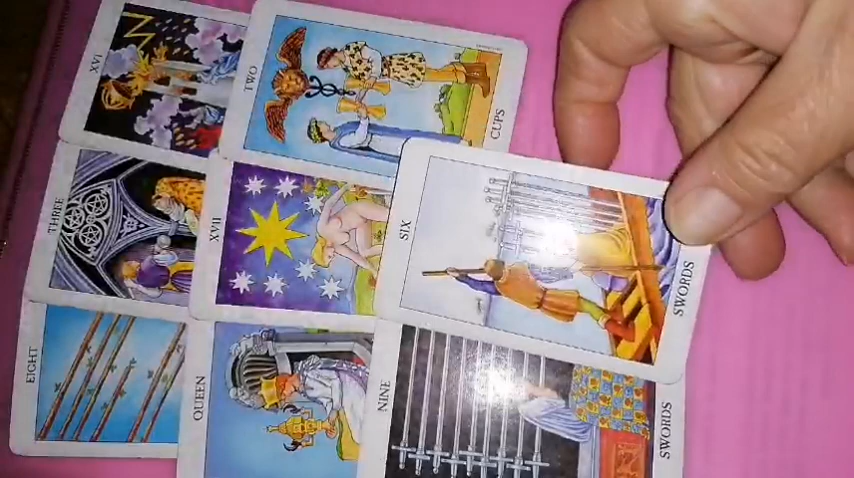 XVI
TWO
CUPS
THREE
XVII
SIX
SWORDS
EIGHT
QUEEN
NINE
SWORDS